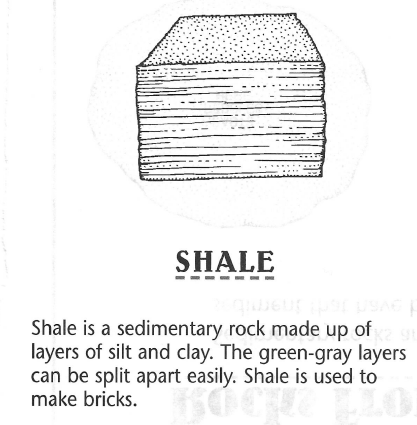 SHALE
Shale is a sedimentary rock made up of
layers of silt and clay. The green-gray layers
can be split apart easily. Shale is used to
make bricks.